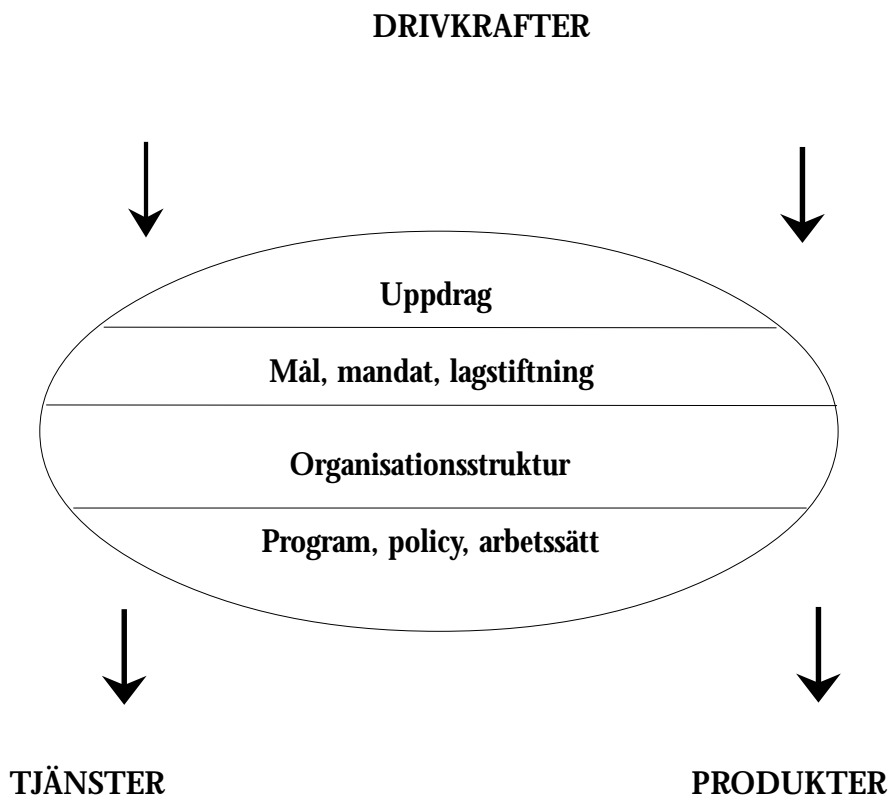 DRIVKRAFTER
Uppdrag
Mål, mandat, lagstiftning
Organisationsstruktur
Program, policy, arbetssätt
TJÄNSTER
PRODUKTER